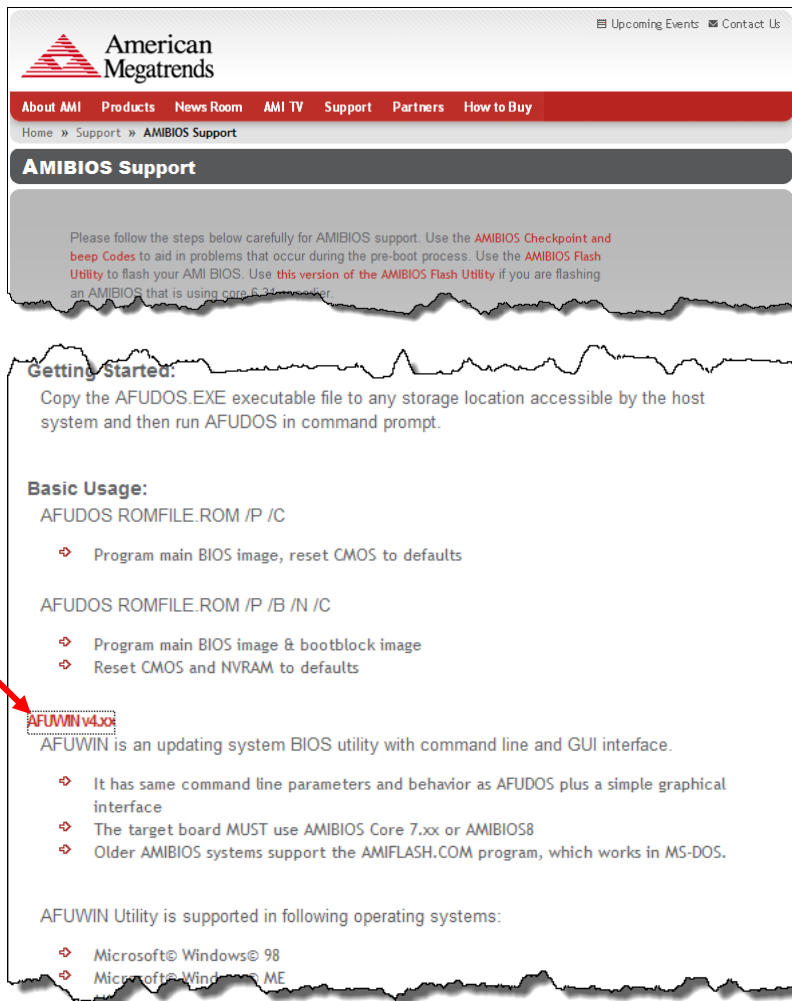 Upcoming Events Contact Us
American
Megatrends
About AMI Products News Room AMI TV Support Partners How to Buy
Home » Support » AMIBIOS Support
AMIBIOS Support
Please follow the steps below carefully for AMIBIOS support. Use the AMIBIOS Checkpoint and
beep Codes to aid in problems that occur during the pre-boot process. Use the AMIBIOS Flash
Utility to flash your AMI BIOS. Use this version of the AMIBIOS Flash Utility if you are flashing
an AMIBIOS that is using core
Getting Started:
Copy the AFUDOS.EXE executable file to any storage location accessible by the host
system and then run AFUDOS in command prompt.
Basic Usage:
AFUDOS ROMFILE.ROM /P /C
Program main BIOS image, reset CMOS to defaults
AFUDOS ROMFILE.ROM /P /B /N /C
Program main BIOS image & bootblock image
Reset CMOS and NVRAM to defaults
AFUWIN v4.xx
AFUWIN is an updating system BIOS utility with command line and GUI interface.
It has same command line parameters and behavior as AFUDOS plus a simple graphical
interface
The target board MUST use AMIBIOS Core 7.xx or AMIBIOS8
Older AMIBIOS systems support the AMIFLASH.COM program, which works in MS-DOS.
AFUWIN Utility is supported in following operating systems:
Microsoft© Windows© 98
Microsoft© Windows© ME